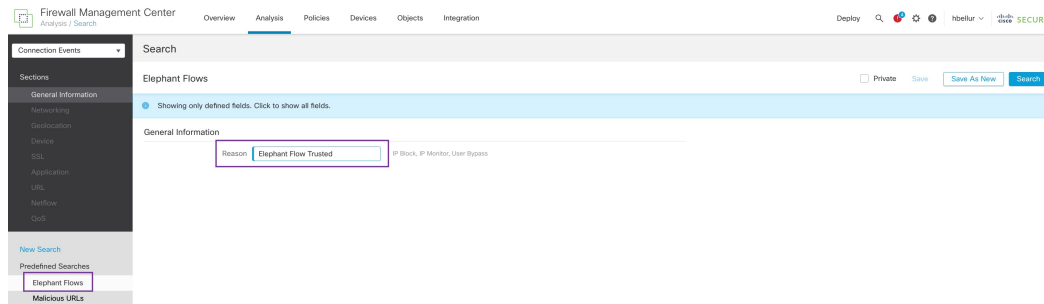 Firewall Management Center
Analysis / Search
Overview Analysis Policies Devices Objects Integration
Deploy hbellur CISCO SECUR
Connection Events
Search
Sections
General Information
Networking
Geolocation
Device
SSL
Application
URL
Netflow
QoS
New Search
Predefined Searches
Elephant Flows
Malicious URLs
Elephant Flows
Private Save Save As New Search
Showing only defined fields. Click to show all fields.
General Information
Reason Elephant Flow Trusted IP Block, IP Monitor, User Bypass